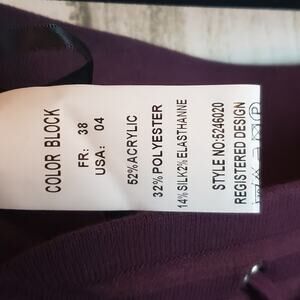 COLOR BLOCK
FR: 38
USA: 04
52%ACRYLIC
32% POLYESTER
14% SILK2% ELASTHANNE
STYLE NO:5246020
REGISTERED DESIGN